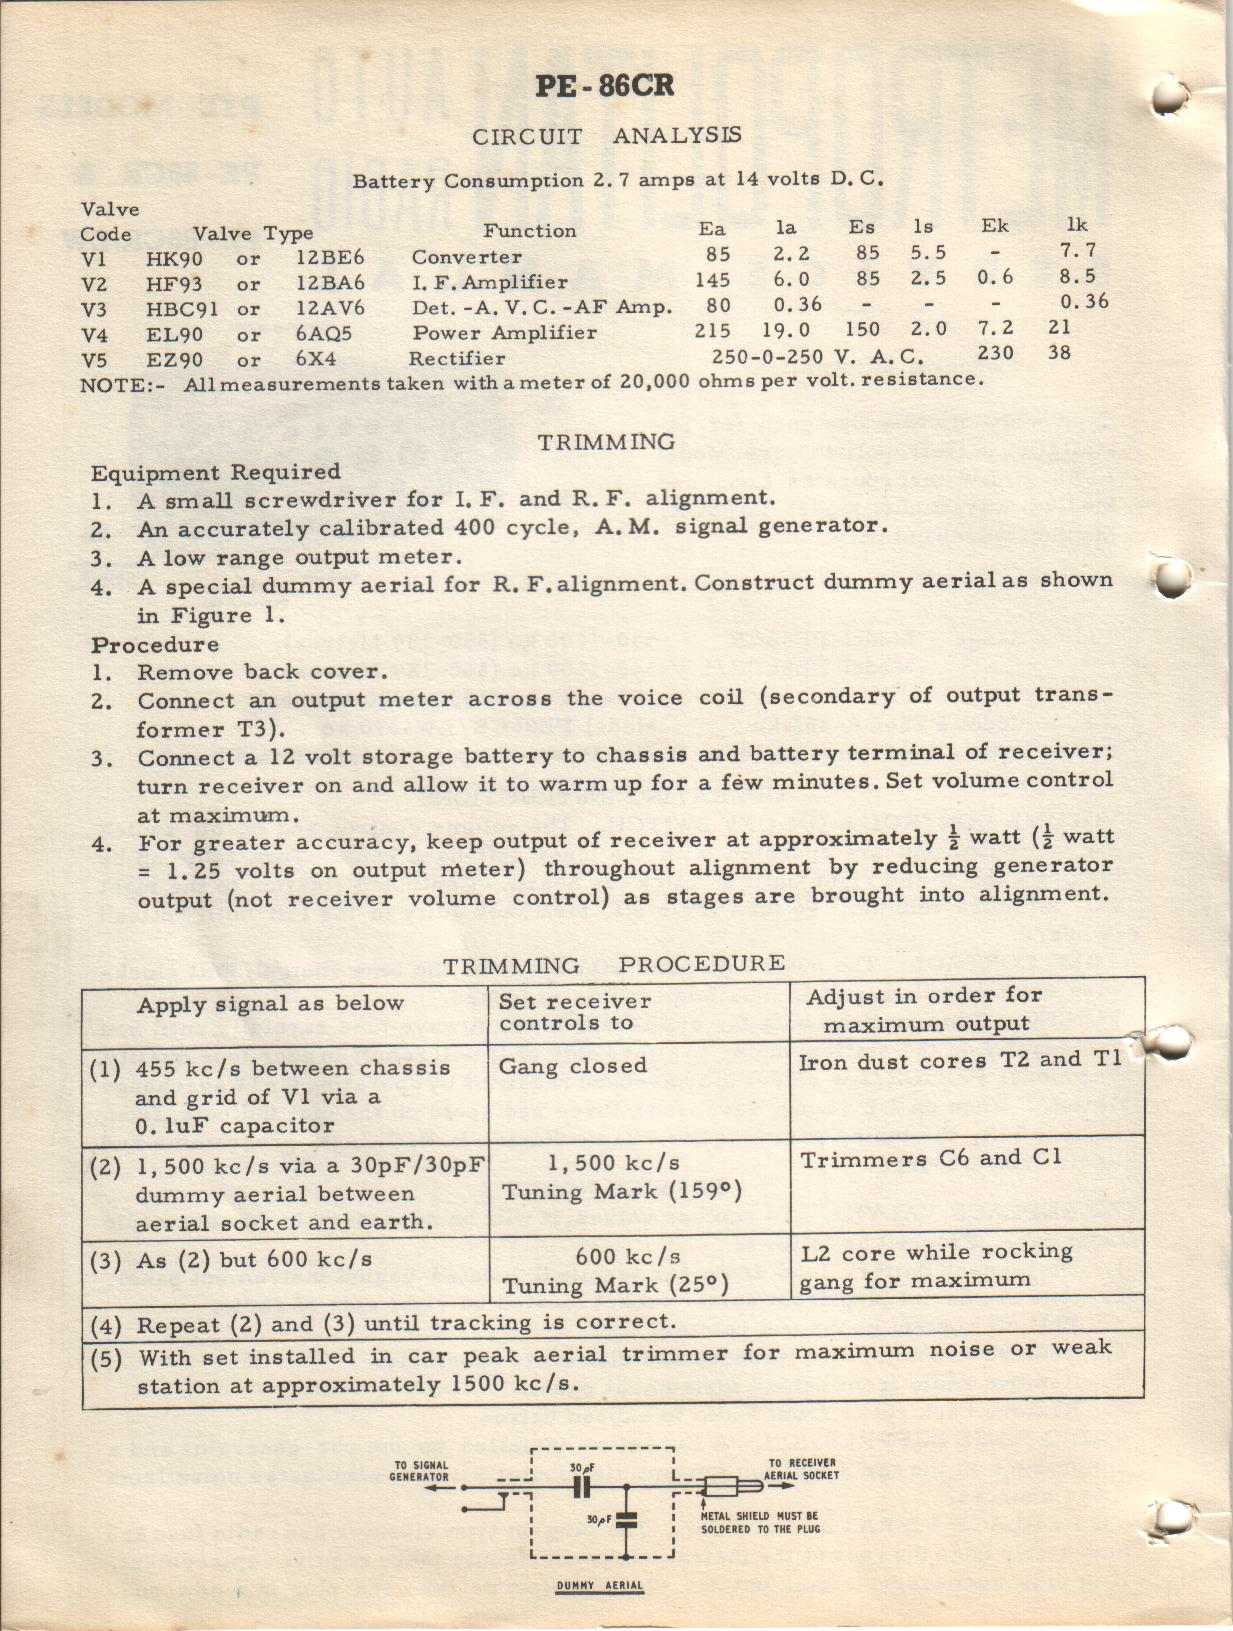 PE-86CR
CIRCUIT ANALYSIS
Battery Consumption 2.7 amps at 14 volts D.C.
Valve
Code Valve Type Function Ea Ia Es Is Ek Ik
V1 HK90 or 12BE6 Converter 85 2.2 85 5.5 - 7.7
V2 HF93 or 12BA6 I.F. Amplifier 145 6.0 85 2.5 0.6 8.5
V3 HBC91 or 12AV6 Det.-A.V.C.-AF Amp. 80 0.36 - - - 0.36
V4 EL90 or 6AQ5 Power Amplifier 215 19.0 150 2.0 7.2 21
V5 EZ90 or 6X4 Rectifier 250-0-250 V. A.C. 230 38
NOTE:- All measurements taken with a meter of 20,000 ohms per volt. resistance.
TRIMMING
Equipment Required
1. A small screwdriver for I.F. and R.F. alignment.
2. An accurately calibrated 400 cycle, A.M. signal generator.
3. A low range output meter.
4. A special dummy aerial for R.F. alignment. Construct dummy aerial as shown
in Figure 1.
Procedure
1. Remove back cover.
2. Connect an output meter across the voice coil (secondary of output trans-
former T3).
3. Connect a 12 volt storage battery to chassis and battery terminal of receiver;
turn receiver on and allow it to warm up for a few minutes. Set volume control
at maximum.
4. For greater accuracy, keep output of receiver at approximately ½ watt (½ watt
= 1.25 volts on output meter) throughout alignment by reducing generator
output (not receiver volume control) as stages are brought into alignment.
TRIMMING PROCEDURE
Apply signal as below
Set receiver
controls to
Adjust in order for
maximum output
(1) 455 kc/s between chassis
and grid of V1 via a
0.1uF capacitor
Gang closed
Iron dust cores T2 and T1
(2) 1,500 kc/s via a 30pF/30pF
dummy aerial between
aerial socket and earth.
1,500 kc/s
Tuning Mark (159º)
Trimmers C6 and C1
(3) As (2) but 600 kc/s
600 kc/s
Tuning Mark (25º)
L2 core while rocking
gang for maximum
(4) Repeat (2) and (3) until tracking is correct.
(5) With set installed in car peak aerial trimmer for maximum noise or weak
station at approximately 1500 kc/s.
TO SIGNAL
GENERATOR
30pF
30pF
TO RECEIVER
AERIAL SOCKET
METAL SHIELD MUST BE
SOLDERED TO THE PLUG
DUMMY AERIAL